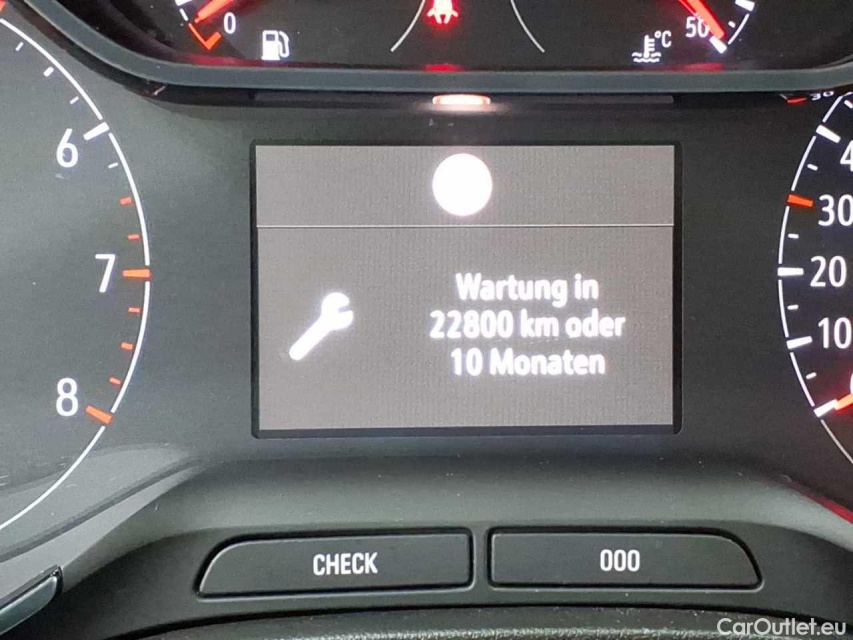 0
°C
50
6
7
8
Wartung in
22800 km oder
10 Monaten
30
20
10
CHECK
000
CarOutlet.eu